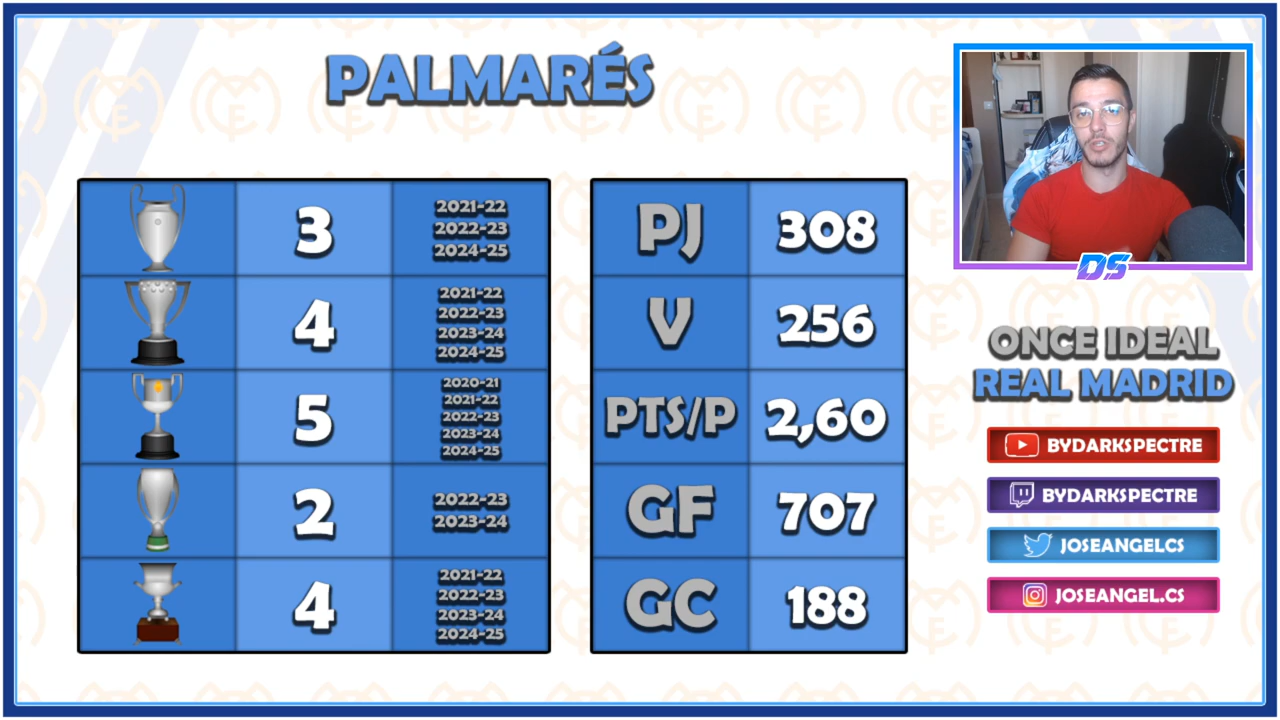 PALMARÉS
3
2021-22
2022-23
2024-25
4
2021-22
2022-23
2023-24
2024-25
5
2020-21
2021-22
2022-23
2023-24
2024-25
2
2022-23
2023-24
4
2021-22
2022-23
2023-24
2024-25
PJ 308
V 256
PTS/P 2,60
GF 707
GC 188
DS
ONCE IDEAL
REAL MADRID
BYDARKSPECTRE
BYDARKSPECTRE
JOSEANGELCS
JOSEANGEL.CS